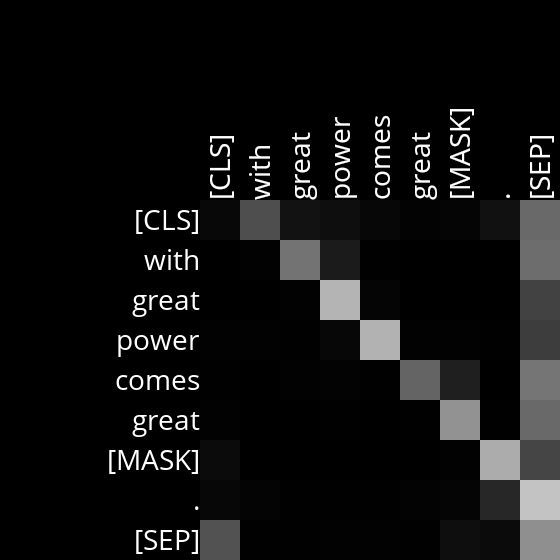 [CLS] with great power comes great [MASK] . [SEP]
[CLS]
with
great
power
comes
great
[MASK]
.
[SEP]